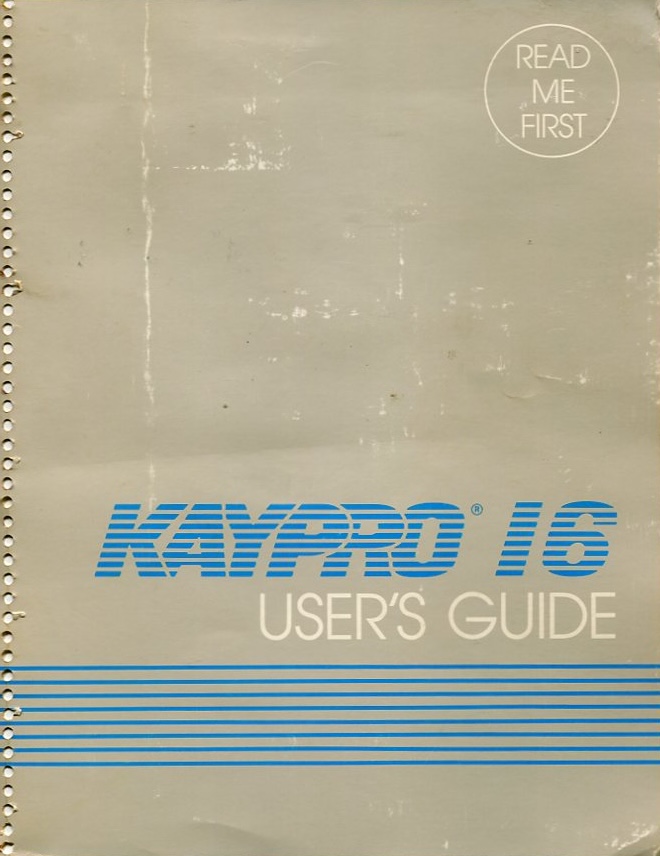 READ
ME
FIRST
KAYPRO® 16
USER'S GUIDE